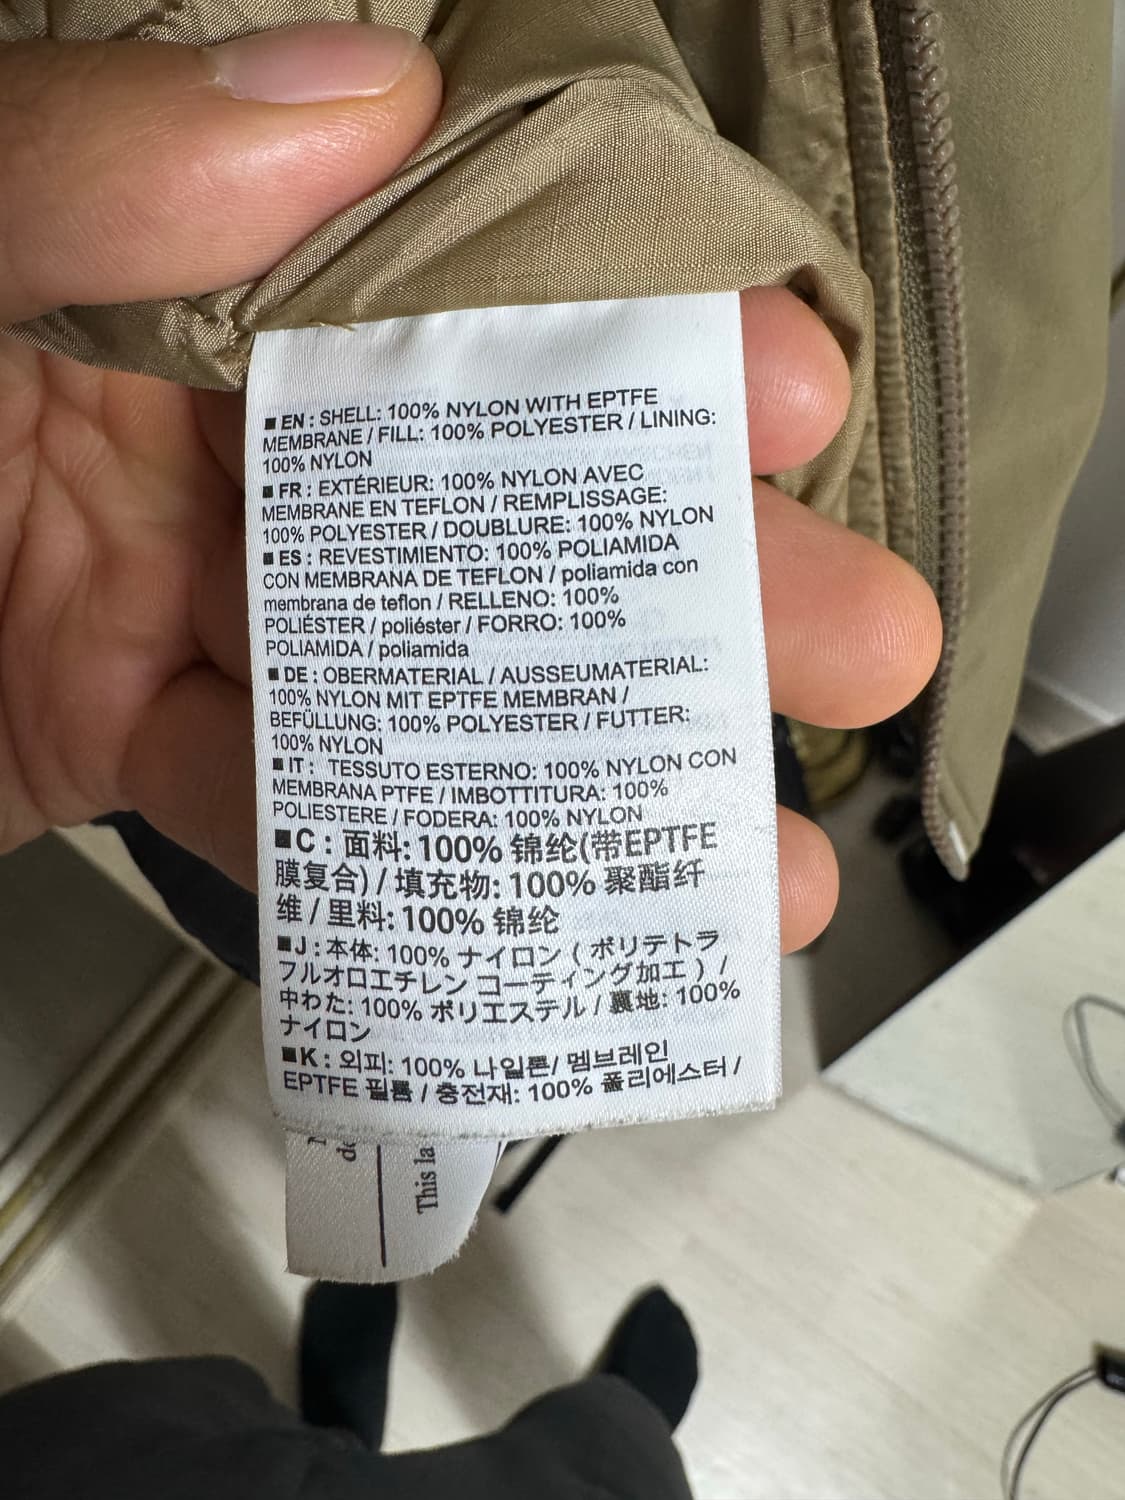 ■ EN : SHELL: 100% NYLON WITH EPTFE
MEMBRANE / FILL: 100% POLYESTER / LINING:
100% NYLON
■ FR : EXTÉRIEUR: 100% NYLON AVEC
MEMBRANE EN TEFLON / REMPLISSAGE:
100% POLYESTER / DOUBLURE: 100% NYLON
■ ES : REVESTIMIENTO: 100% POLIAMIDA
CON MEMBRANA DE TEFLON / poliamida con
membrana de teflon / RELLENO: 100%
POLIÉSTER / poliéster / FORRO: 100%
POLIAMIDA / poliamida
■ DE : OBERMATERIAL / AUSSEUMATERIAL:
100% NYLON MIT EPTFE MEMBRAN /
BEFÜLLUNG: 100% POLYESTER / FUTTER:
100% NYLON
■ IT : TESSUTO ESTERNO: 100% NYLON CON
MEMBRANA PTFE / IMBOTTITURA: 100%
POLIESTERE / FODERA: 100% NYLON
■C : 面料: 100% 锦纶(带EPTFE
膜复合) / 填充物: 100% 聚酯纤
维 / 里料: 100% 锦纶
■J : 本体: 100% ナイロン ( ポリテトラ
フルオロエチレン コーティング加工 ) /
中わた: 100% ポリエステル / 裏地: 100%
ナイロン
■K : 외피: 100% 나일론/ 멤브레인
EPTFE 필름 / 충전재: 100% 폴리에스터 /
This la